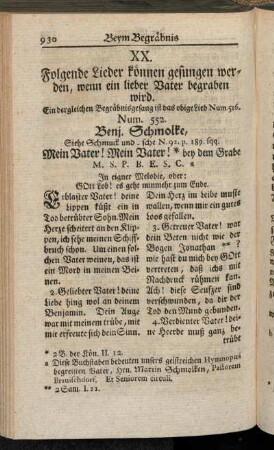 930 Beym Begräbnis
XX.
Folgende Lieder können gesungen wer-
den, wenn ein lieber Vater begraben
wird.
Ein dergleichen Begräbnisgesang ist das obige Lied Num. 516.
Num. 552.
Benj. Schmolke,
Siehe Schmuck und . sche N. 92. p. 189. sqq.
Mein Vater! Mein Vater! * bey dem Grabe
M. S. P. B. E. S. C. a
In eigner Melodie, oder:
GOtt Lob! es geht nunmehr zum Ende.
Erblaßter Vater! deine
Lippen küßt ein in
Tod betrübter Sohn. Mein
Herze scheitert an den Klip-
pen, ich sehe meinen Schiff-
bruch schon. Um einen sol-
chen Vater weinen, das ist
ein Mord in meinen Bei-
nen.
2. Geliebter Vater! deine
Liebe hing wol an deinem
Benjamin. Dein Auge
war mit meinem trübe, mit
mir erfreute sich dein Sinn.
Dein Herz im Leibe muste
wallen, wenn mir ein gutes
Loos gefallen.
3. Getreuer Vater! war
dein Beten nicht wie der
Bogen Jonathan ** ?
wie hast du mich bey GOtt
vertreten, daß ich mit
Nachdruck rühmen kan.
Ach! diese Seufzer sind
verschwunden, da dir der
Tod den Mund gebunden.
4. Verdienter Vater! dei-
ne Heerde muß ganz be-
trübt
* 2 B. der Kön. II. 12.
a Diese Buchstaben bedeuten unsers geistreichen Hymnopœi
begrabenen Vater, Hrn. Martin Schmolken, Pastorem
Brauschdorf. Et Seniorem circuli.
** 2 Sam. I. 22.